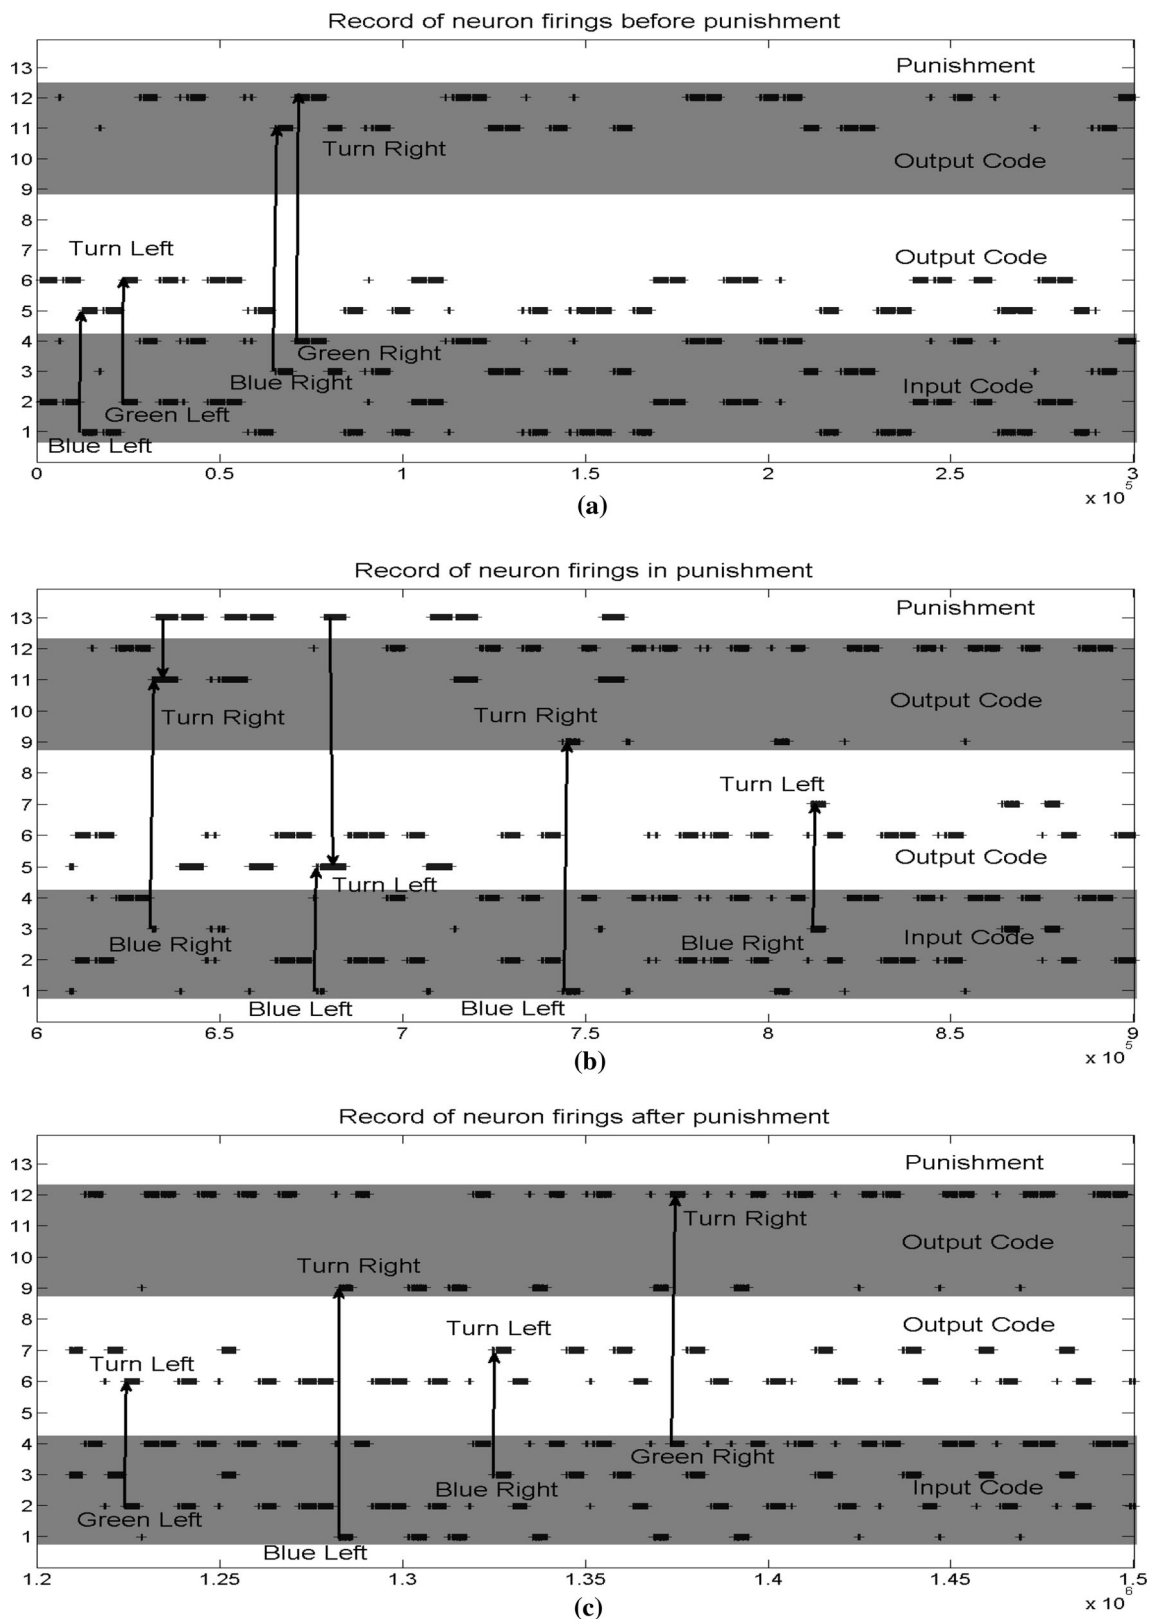 Record of neuron firings before punishment
13
Punishment
12
11
Turn Right
10
Output Code
9
8
7
Turn Left
Output Code
6
5
4
Green Right
3
Blue Right
Input Code
2
Green Left
1
Blue Left
0 0.5 1 1.5 2 2.5 3
x 10^5
(a)
Record of neuron firings in punishment
13
Punishment
12
11
Turn Right
Turn Right
Output Code
10
9
8
Turn Left
7
6
Output Code
5
Turn Left
4
3
Blue Right
Blue Right
Input Code
2
1
Blue Left
Blue Left
6 6.5 7 7.5 8 8.5 9
x 10^5
(b)
Record of neuron firings after punishment
13
Punishment
12
Turn Right
11
Output Code
10
Turn Right
9
8
Turn Left
Output Code
7
Turn Left
6
5
4
Green Right
3
Blue Right
Input Code
2
Green Left
1
Blue Left
1.2 1.25 1.3 1.35 1.4 1.45 1.5
x 10^6
(c)